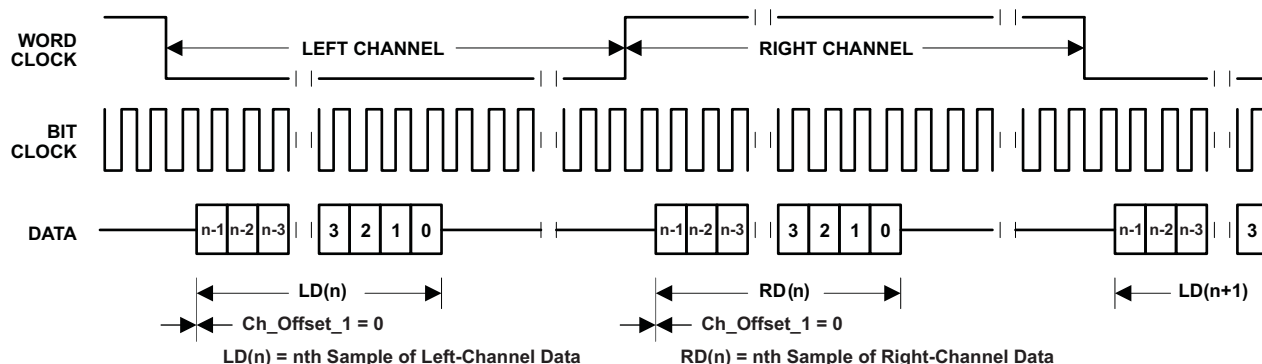 WORD
CLOCK
LEFT CHANNEL
RIGHT CHANNEL
BIT
CLOCK
DATA
n-1 n-2 n-3 3 2 1 0 n-1 n-2 n-3 3 2 1 0 n-1 n-2 n-3 3
LD(n) RD(n) LD(n+1)
Ch_Offset_1 = 0 Ch_Offset_1 = 0
LD(n) = nth Sample of Left-Channel Data RD(n) = nth Sample of Right-Channel Data